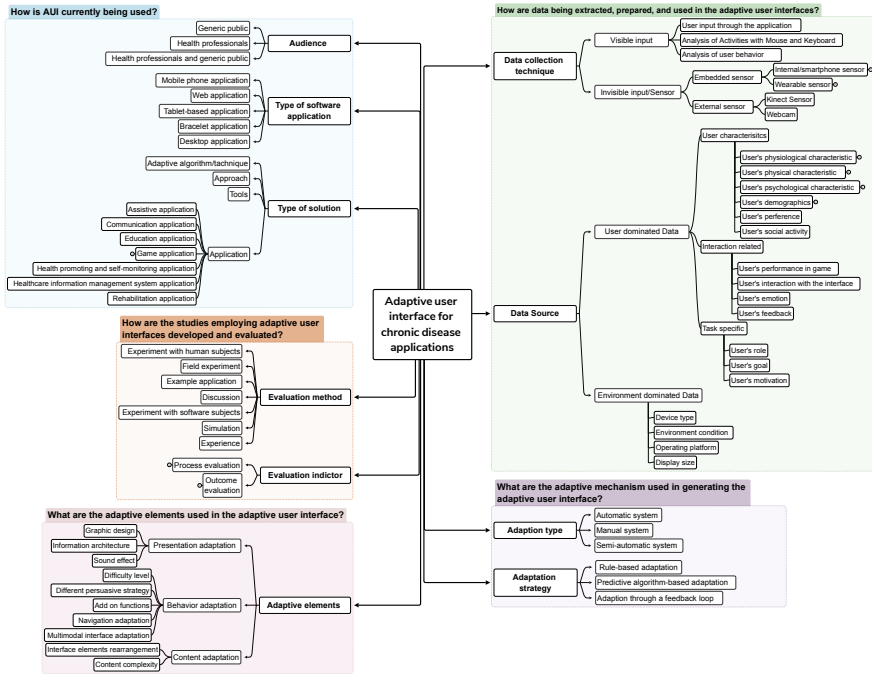 How is AUI currently being used?
Generic public
Health professionals
Health professionals and generic public
Audience
Mobile phone application
Web application
Tablet-based application
Bracelet application
Desktop application
Type of software
application
Adaptive algorithm/tachnique
Approach
Tools
Type of solution
Assistive application
Communication application
Education application
Game application
Health promoting and self-monitoring application
Healthcare information management system application
Rehabilitation application
Application
How are the studies employing adaptive user
interfaces developed and evaluated?
Experiment with human subjects
Field experiment
Example application
Discussion
Experiment with software subjects
Simulation
Experience
Evaluation method
Process evaluation
Outcome
evaluation
Evaluation indictor
What are the adaptive elements used in the adaptive user interface?
Graphic design
Information architecture
Sound effect
Presentation adaptation
Difficulty level
Different persuasive strategy
Add on functions
Navigation adaptation
Multimodal interface adaptation
Behavior adaptation
Adaptive elements
Interface elements rearrangement
Content complexity
Content adaptation
Adaptive user
interface for
chronic disease
applications
How are data being extracted, prepared, and used in the adaptive user interfaces?
Data collection
technique
Visible input
User input through the application
Analysis of Activities with Mouse and Keyboard
Analysis of user behavior
Invisible input/Sensor
Embedded sensor
Internal/smartphone sensor
Wearable sensor
External sensor
Kinect Sensor
Webcam
Data Source
User dominated Data
User characterisitcs
User's physiological characteristic
User's physical characteristic
User's psychological characteristic
User's demographics
User's perference
User's social activity
Interaction related
User's performance in game
User's interaction with the interface
User's emotion
User's feedback
Task specific
User's role
User's goal
User's motivation
Environment dominated Data
Device type
Environment condition
Operating platform
Display size
What are the adaptive mechanism used in generating the
adaptive user interface?
Adaption type
Automatic system
Manual system
Semi-automatic system
Adaptation
strategy
Rule-based adaptation
Predictive algorithm-based adaptation
Adaption through a feedback loop